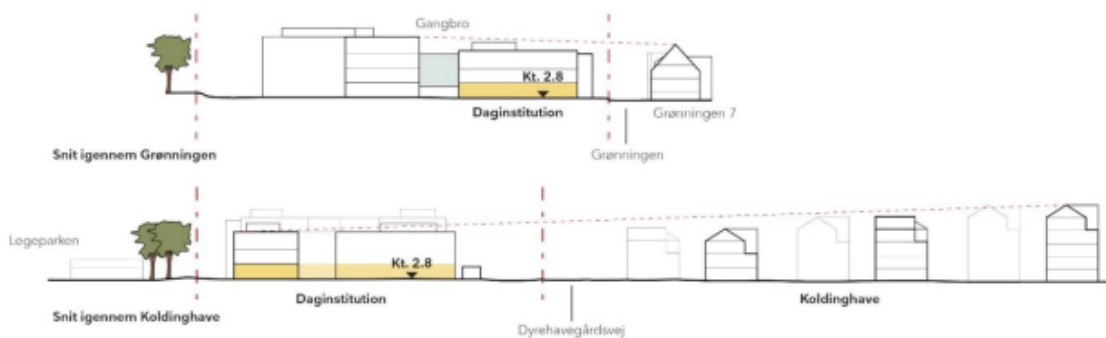 Gangbro
Kt. 2.8
Daginstitution
Grønningen 7
Grønningen
Snit igennem Grønningen
Legeparken
Kt. 2.8
Daginstitution
Koldinghave
Snit igennem Koldinghave
Dyrehavegårdsvej